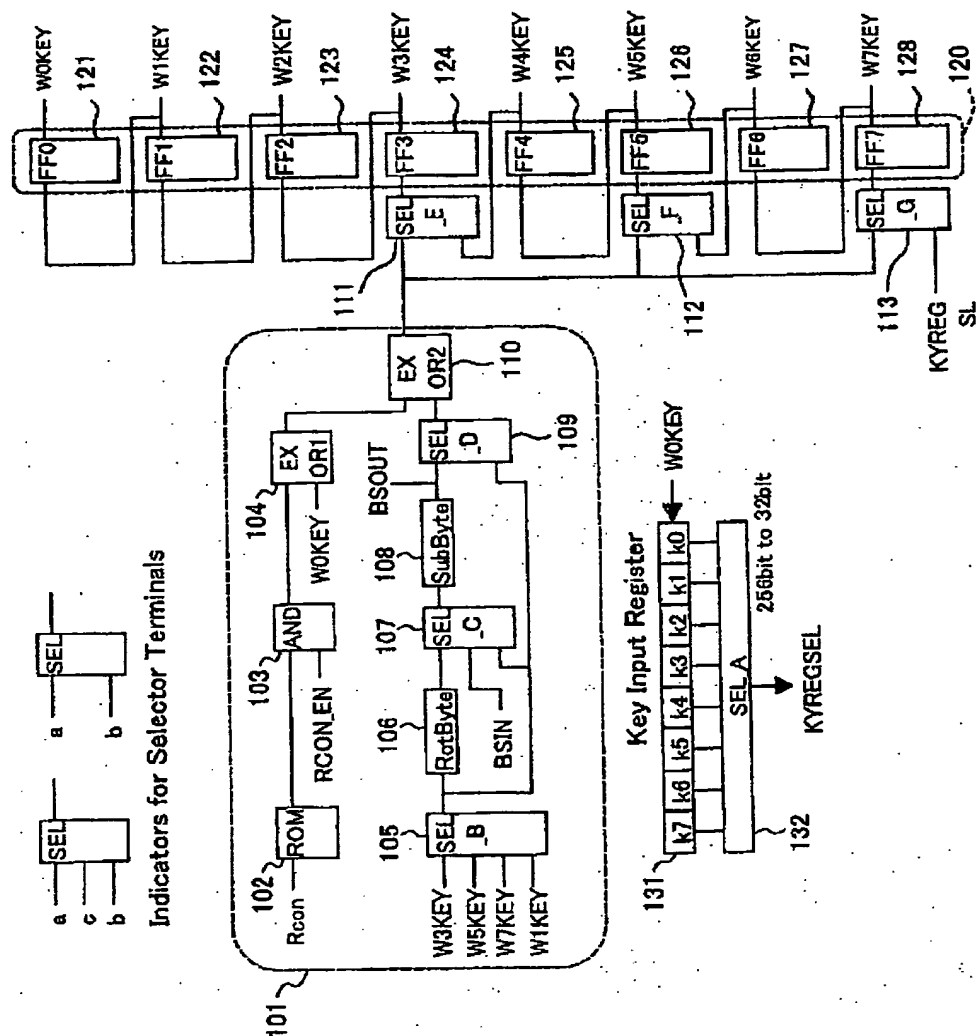 a
c
b
SEL
a
b
SEL
Indicators for Selector Terminals
101
Rcon
102
ROM
103
AND
RCON_EN
104
EX
OR1
W0KEY
W3KEY
W5KEY
W7KEY
W1KEY
105
SEL
_B
106
RotByte
BSIN
107
SEL
_C
108
SubByte
BSOUT
SEL
_D
109
EX
OR2
110
111
SEL
_E
112
SEL
_F
113
SEL
_G
KYREG
SL
FF0
W0KEY
121
FF1
W1KEY
122
FF2
W2KEY
123
FF3
W3KEY
124
FF4
W4KEY
125
FF5
W5KEY
126
FF6
W6KEY
127
FF7
W7KEY
128
120
Key Input Register
131
k7 k6 k5 k4 k3 k2 k1 k0
W0KEY
SEL_A
132
256bit to 32bit
KYREGSEL